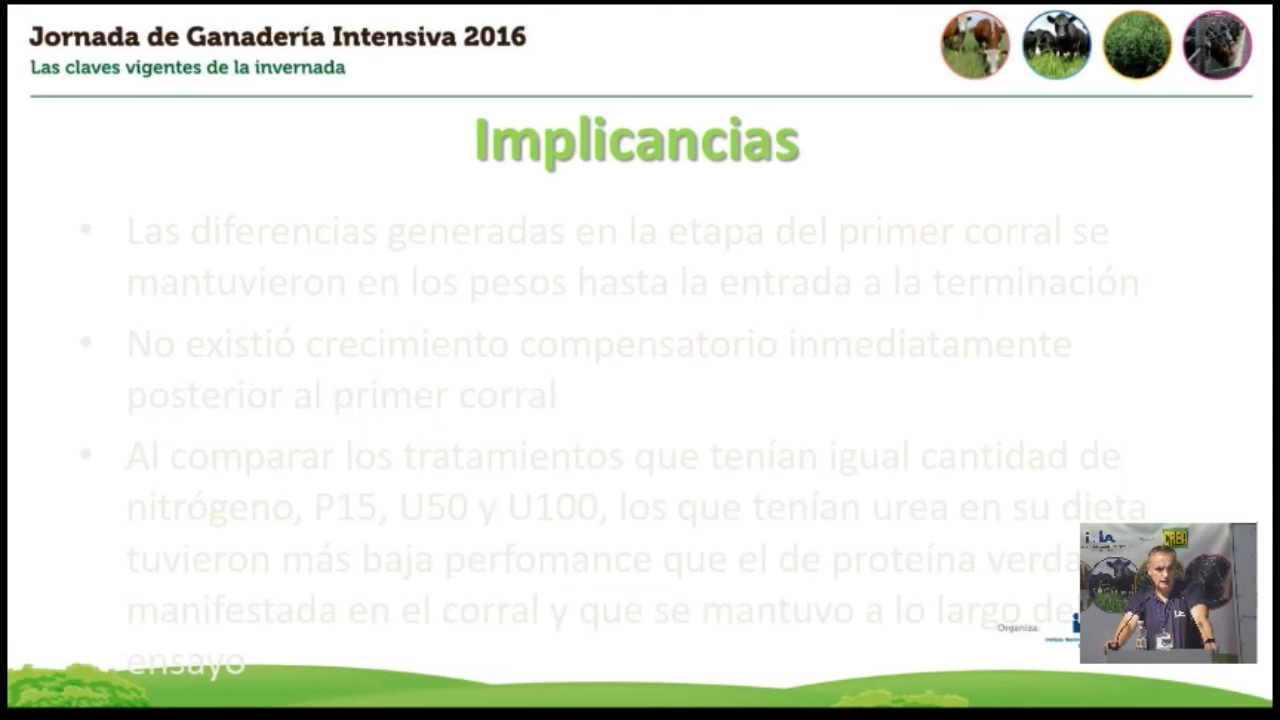 Jornada de Ganadería Intensiva 2016
Las claves vigentes de la invernada
Implicancias
• Las diferencias generadas en la etapa del primer corral se
mantuvieron en los pesos hasta la entrada a la terminación
• No existió crecimiento compensatorio inmediatamente
posterior al primer corral
• Al comparar los tratamientos que tenían igual cantidad de
nitrógeno, P15, U50 y U100, los que tenían urea en su dieta
tuvieron más baja perfomance que el de proteína
manifestada en el corral y que se mantuvo a lo largo de
ensayo
Organiza:
CREA